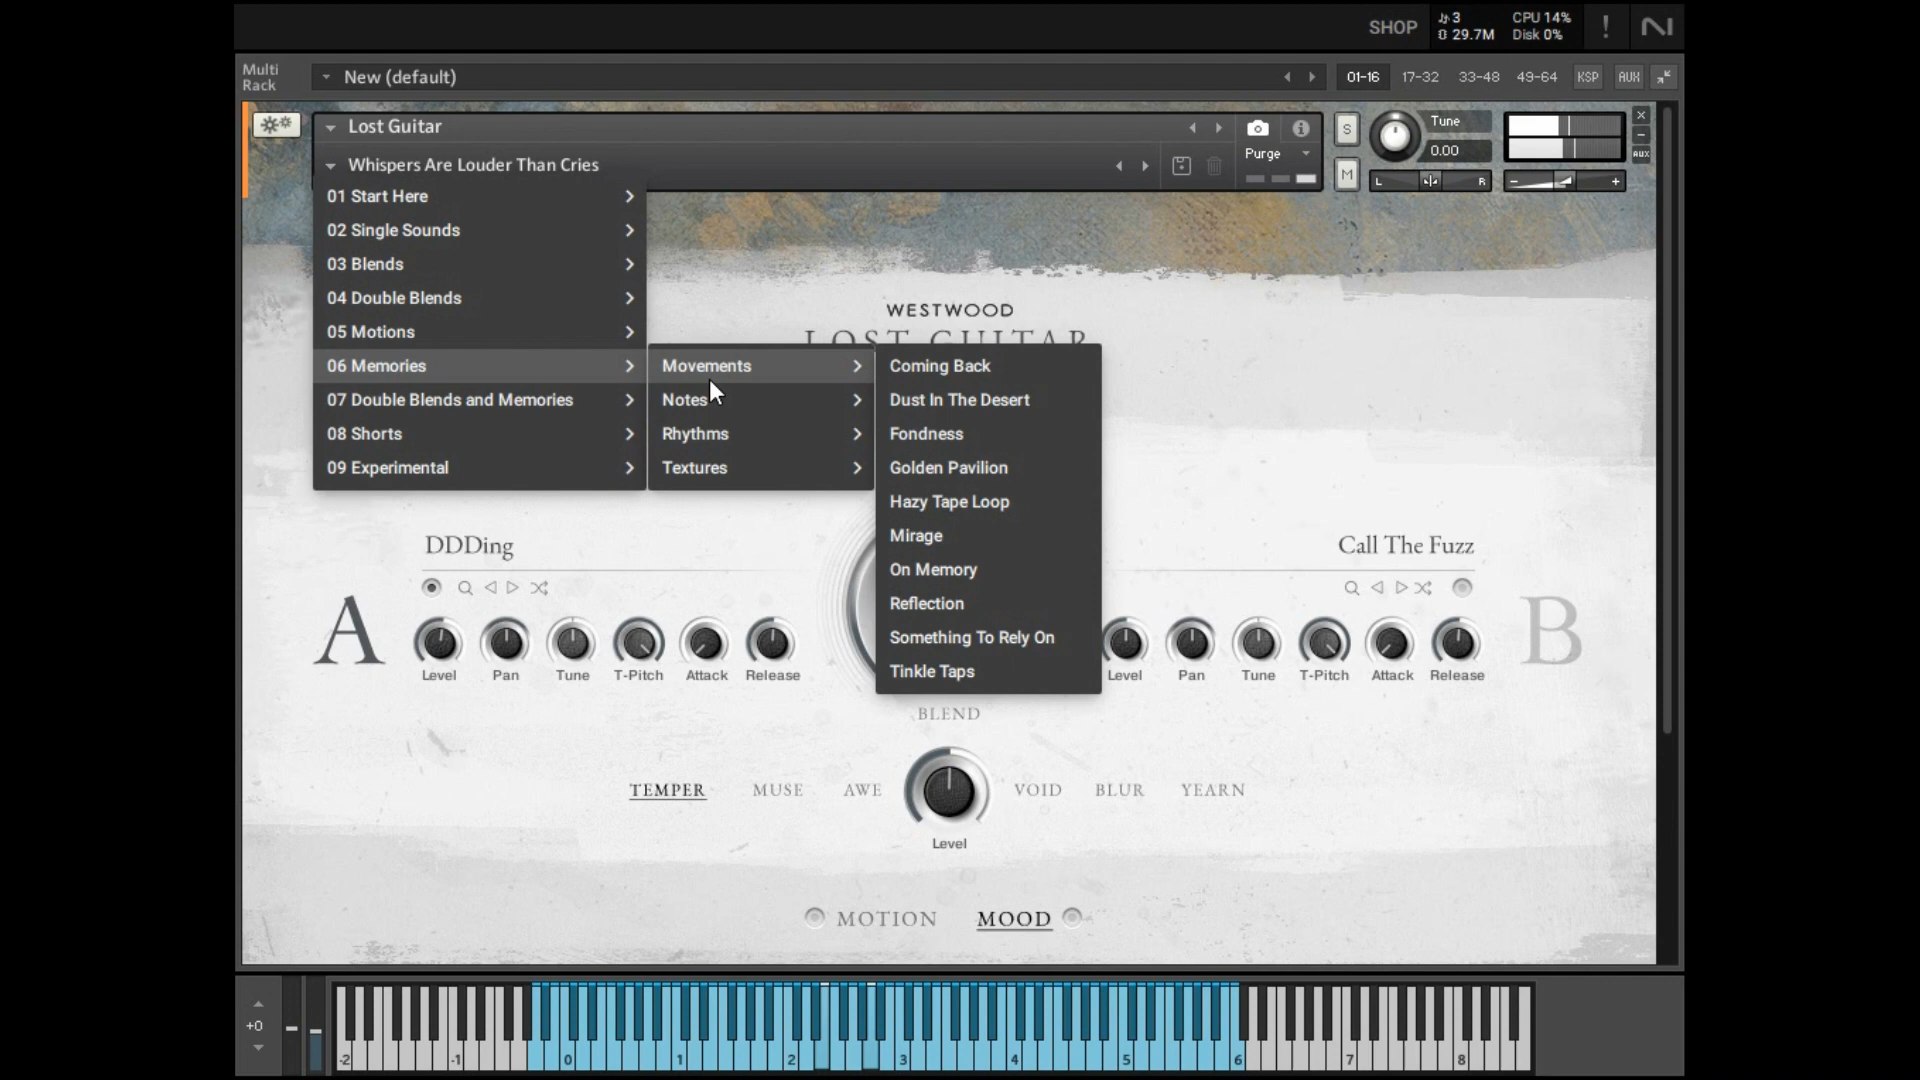 SHOP
3
29.7M
CPU 14%
Disk 0%
!
Multi
Rack
New (default)
01-16
17-32
33-48
49-64
KSP
AUX
Lost Guitar
Purge
S
M
Tune
0.00
L
R
-
+
x
-
AUX
Whispers Are Louder Than Cries
01 Start Here
02 Single Sounds
03 Blends
04 Double Blends
05 Motions
06 Memories
07 Double Blends and Memories
08 Shorts
09 Experimental
Movements
Notes
Rhythms
Textures
Coming Back
Dust In The Desert
Fondness
Golden Pavilion
Hazy Tape Loop
Mirage
On Memory
Reflection
Something To Rely On
Tinkle Taps
WESTWOOD
LOST GUITAR
DDDing
Call The Fuzz
A
Level
Pan
Tune
T-Pitch
Attack
Release
Level
Pan
Tune
T-Pitch
Attack
Release
B
BLEND
TEMPER
MUSE
AWE
VOID
BLUR
YEARN
Level
MOTION
MOOD
+0
-2
-1
0
1
2
3
4
5
6
7
8